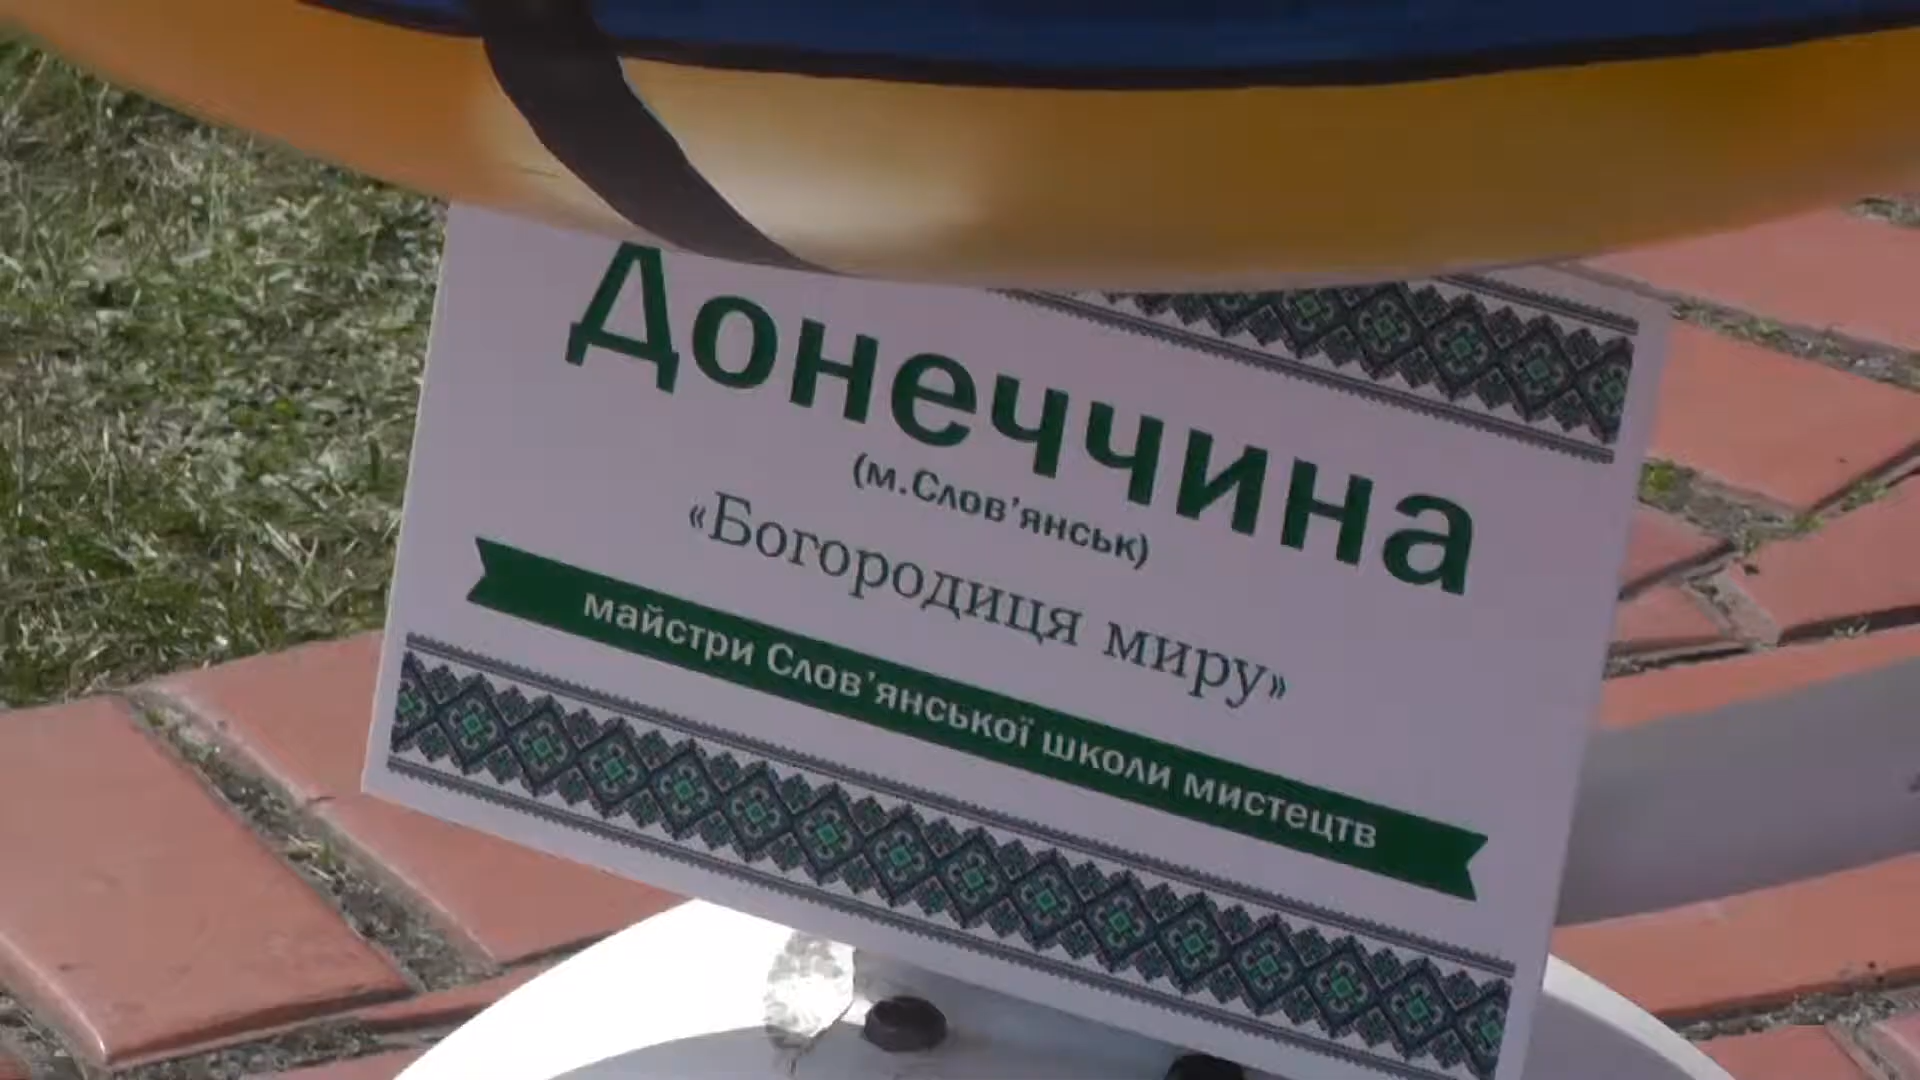 Донеччина
(м.Слов’янськ)
«Богородиця миру»
майстри Слов’янської школи мистецтв